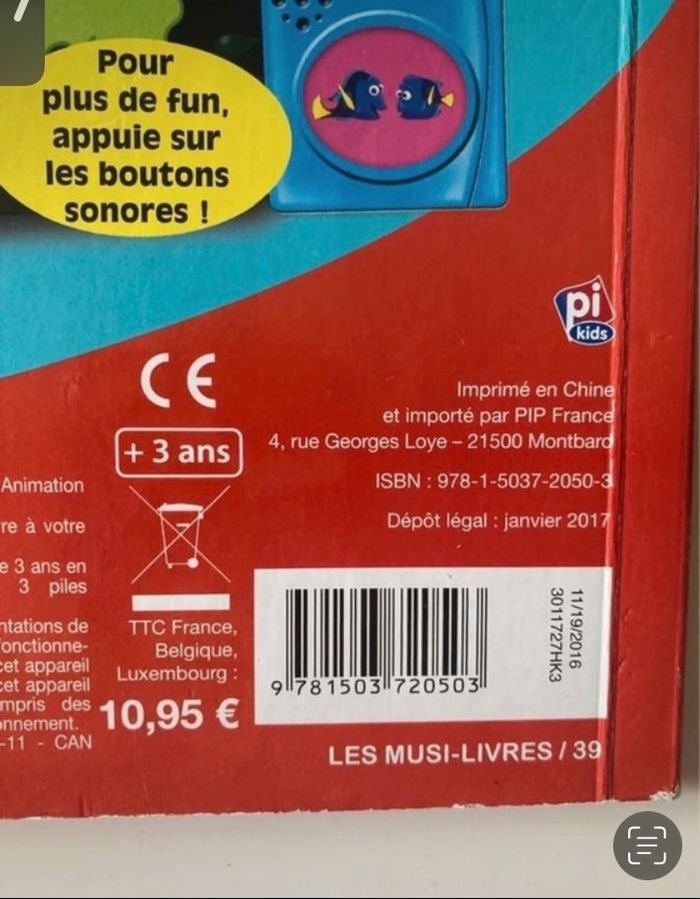 Pour
plus de fun,
appuie sur
les boutons
sonores !
pi
kids
CE
+ 3 ans
Imprimé en Chine
et importé par PIP France
4, rue Georges Loye – 21500 Montbard
ISBN : 978-1-5037-2050-3
Dépôt légal : janvier 2017
Animation
re à votre
e 3 ans en
3 piles
ntations de
fonctionne-
cet appareil
cet appareil
mpris des
onnement.
-11 - CAN
TTC France,
Belgique,
Luxembourg :
10,95 €
11/19/2016
3011727HK3
9 781503 720503
LES MUSI-LIVRES / 39